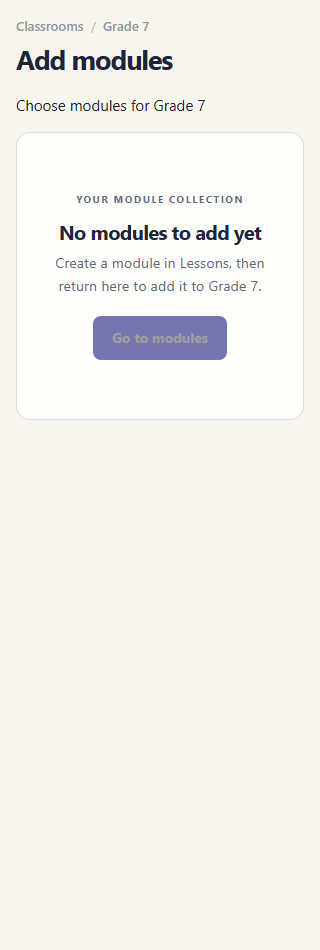 Classrooms / Grade 7
Add modules
Choose modules for Grade 7
YOUR MODULE COLLECTION
No modules to add yet
Create a module in Lessons, then
return here to add it to Grade 7.
Go to modules